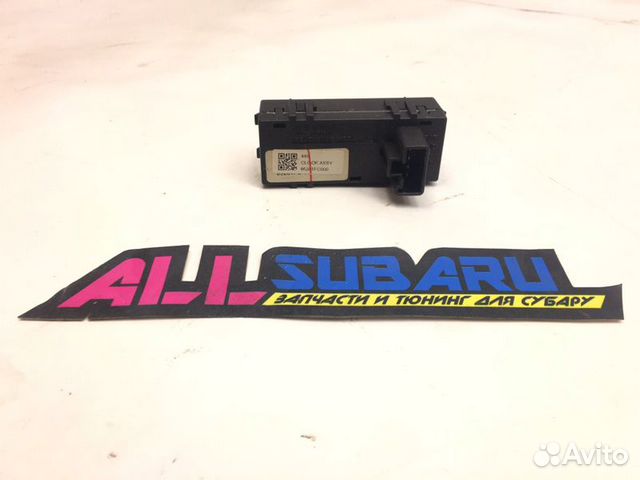 CLOCK ASSY
ALL SUBARU
ЗАПЧАСТИ И ТЮНИНГ ДЛЯ СУБАРУ
Avito